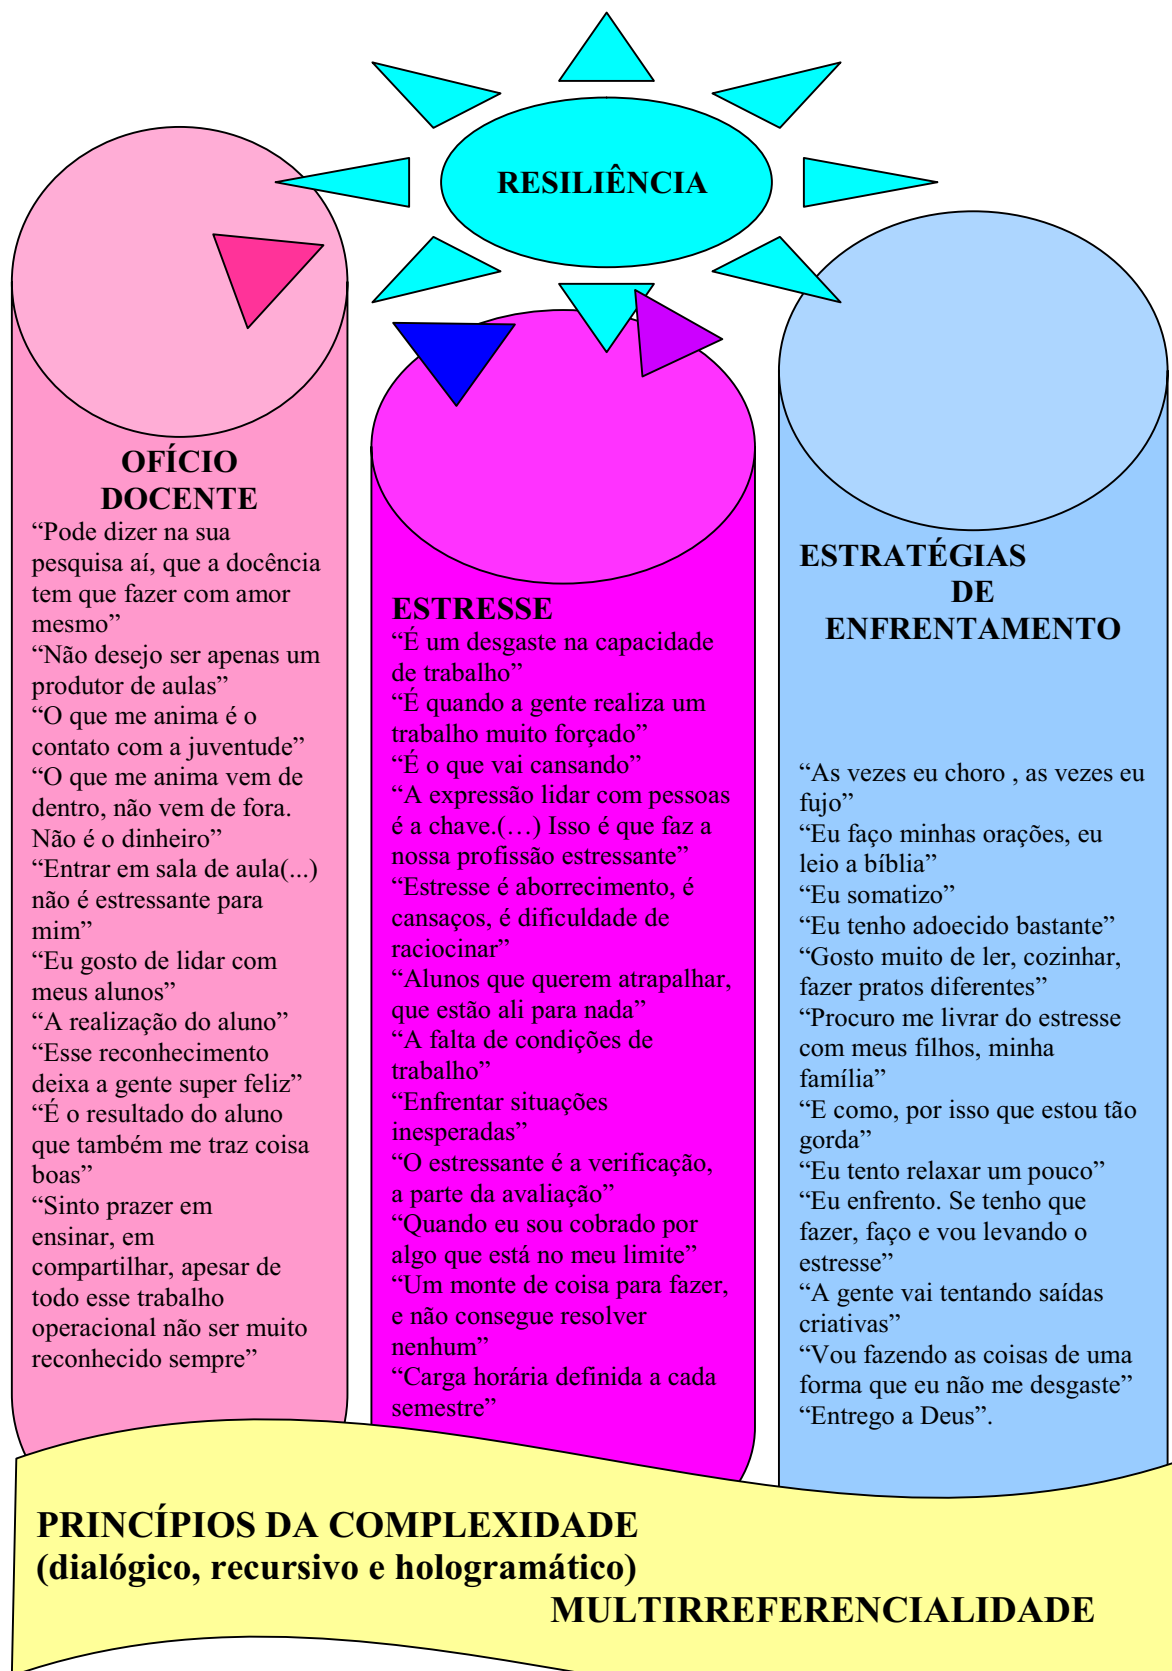 RESILIÊNCIA
OFÍCIO
DOCENTE
“Pode dizer na sua
pesquisa aí, que a docência
tem que fazer com amor
mesmo”
“Não desejo ser apenas um
produtor de aulas”
“O que me anima é o
contato com a juventude”
“O que me anima vem de
dentro, não vem de fora.
Não é o dinheiro”
“Entrar em sala de aula(...)
não é estressante para
mim”
“Eu gosto de lidar com
meus alunos”
“A realização do aluno”
“Esse reconhecimento
deixa a gente super feliz”
“É o resultado do aluno
que também me traz coisa
boas”
“Sinto prazer em
ensinar, em
compartilhar, apesar de
todo esse trabalho
operacional não ser muito
reconhecido sempre”
ESTRESSE
“É um desgaste na capacidade
de trabalho”
“É quando a gente realiza um
trabalho muito forçado”
“É o que vai cansando”
“A expressão lidar com pessoas
é a chave.(…) Isso é que faz a
nossa profissão estressante”
“Estresse é aborrecimento, é
cansaços, é dificuldade de
raciocinar”
“Alunos que querem atrapalhar,
que estão ali para nada”
“A falta de condições de
trabalho”
“Enfrentar situações
inesperadas”
“O estressante é a verificação,
a parte da avaliação”
“Quando eu sou cobrado por
algo que está no meu limite”
“Um monte de coisa para fazer,
e não consegue resolver
nenhum”
“Carga horária definida a cada
semestre”
ESTRATÉGIAS
DE
ENFRENTAMENTO
“As vezes eu choro , as vezes eu
fujo”
“Eu faço minhas orações, eu
leio a bíblia”
“Eu somatizo”
“Eu tenho adoecido bastante”
“Gosto muito de ler, cozinhar,
fazer pratos diferentes”
“Procuro me livrar do estresse
com meus filhos, minha
família”
“E como, por isso que estou tão
gorda”
“Eu tento relaxar um pouco”
“Eu enfrento. Se tenho que
fazer, faço e vou levando o
estresse”
“A gente vai tentando saídas
criativas”
“Vou fazendo as coisas de uma
forma que eu não me desgaste”
“Entrego a Deus”.
PRINCÍPIOS DA COMPLEXIDADE
(dialógico, recursivo e hologramático)
MULTIRREFERENCIALIDADE